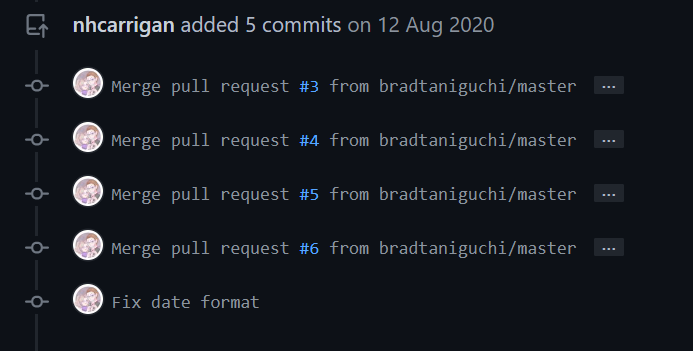 nhcarrigan added 5 commits on 12 Aug 2020
Merge pull request #3 from bradtaniguchi/master ...
Merge pull request #4 from bradtaniguchi/master ...
Merge pull request #5 from bradtaniguchi/master ...
Merge pull request #6 from bradtaniguchi/master ...
Fix date format